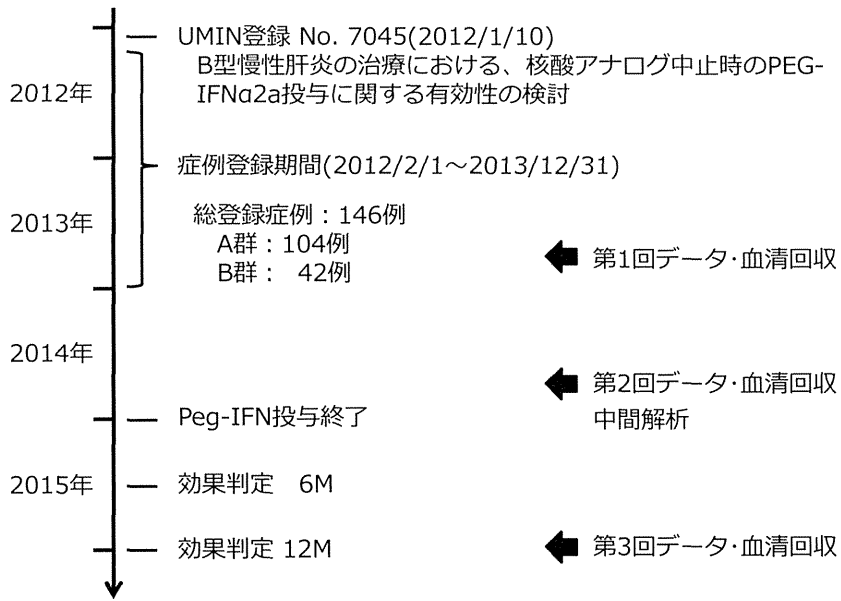 UMIN登録 No. 7045(2012/1/10)
B型慢性肝炎の治療における、核酸アナログ中止時のPEG-
IFNα2a投与に関する有効性の検討
2012年
症例登録期間(2012/2/1～2013/12/31)
2013年
総登録症例：146例
A群：104例
B群： 42例
第1回データ・血清回収
2014年
第2回データ・血清回収
中間解析
Peg-IFN投与終了
2015年
効果判定 6M
効果判定 12M
第3回データ・血清回収